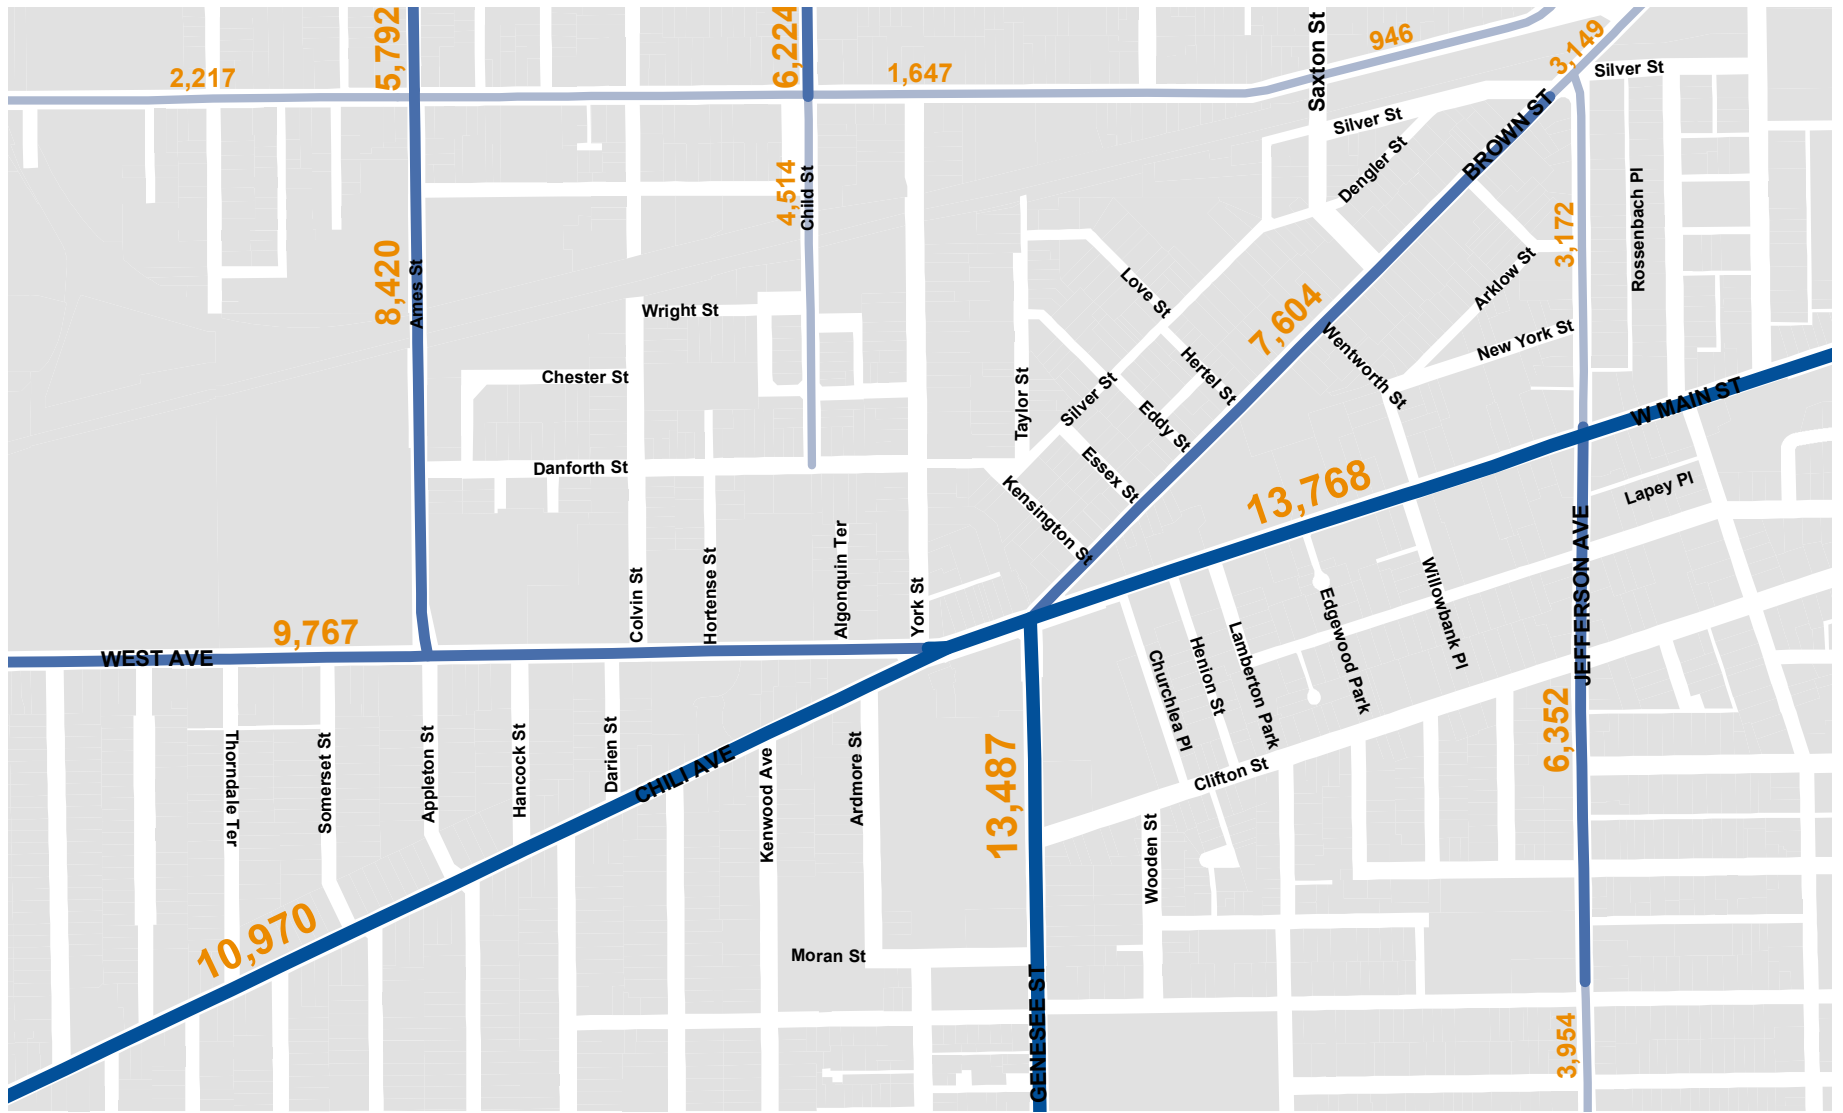 5,792
6,224
Saxton St
946
3,149
2,217
1,647
Silver St
Silver St
BROWN ST
Dengler St
4,514
Child St
Rossenbach Pl
3,172
8,420
Ames St
Love St
Arklow St
Wright St
7,604
Wentworth St
New York St
Chester St
Hertel St
Taylor St
Silver St
Eddy St
W MAIN ST
Danforth St
Essex St
13,768
Lapey Pl
Kensington St
Colvin St
Hortense St
Algonquin Ter
York St
JEFFERSON AVE
Willowbank Pl
Edgewood Park
9,767
WEST AVE
Lamberton Park
Henion St
Churchlea Pl
6,352
Thorndale Ter
Somerset St
Appleton St
Hancock St
Darien St
CHILI AVE
Kenwood Ave
Ardmore St
13,487
Clifton St
Wooden St
10,970
Moran St
GENESEE ST
3,954